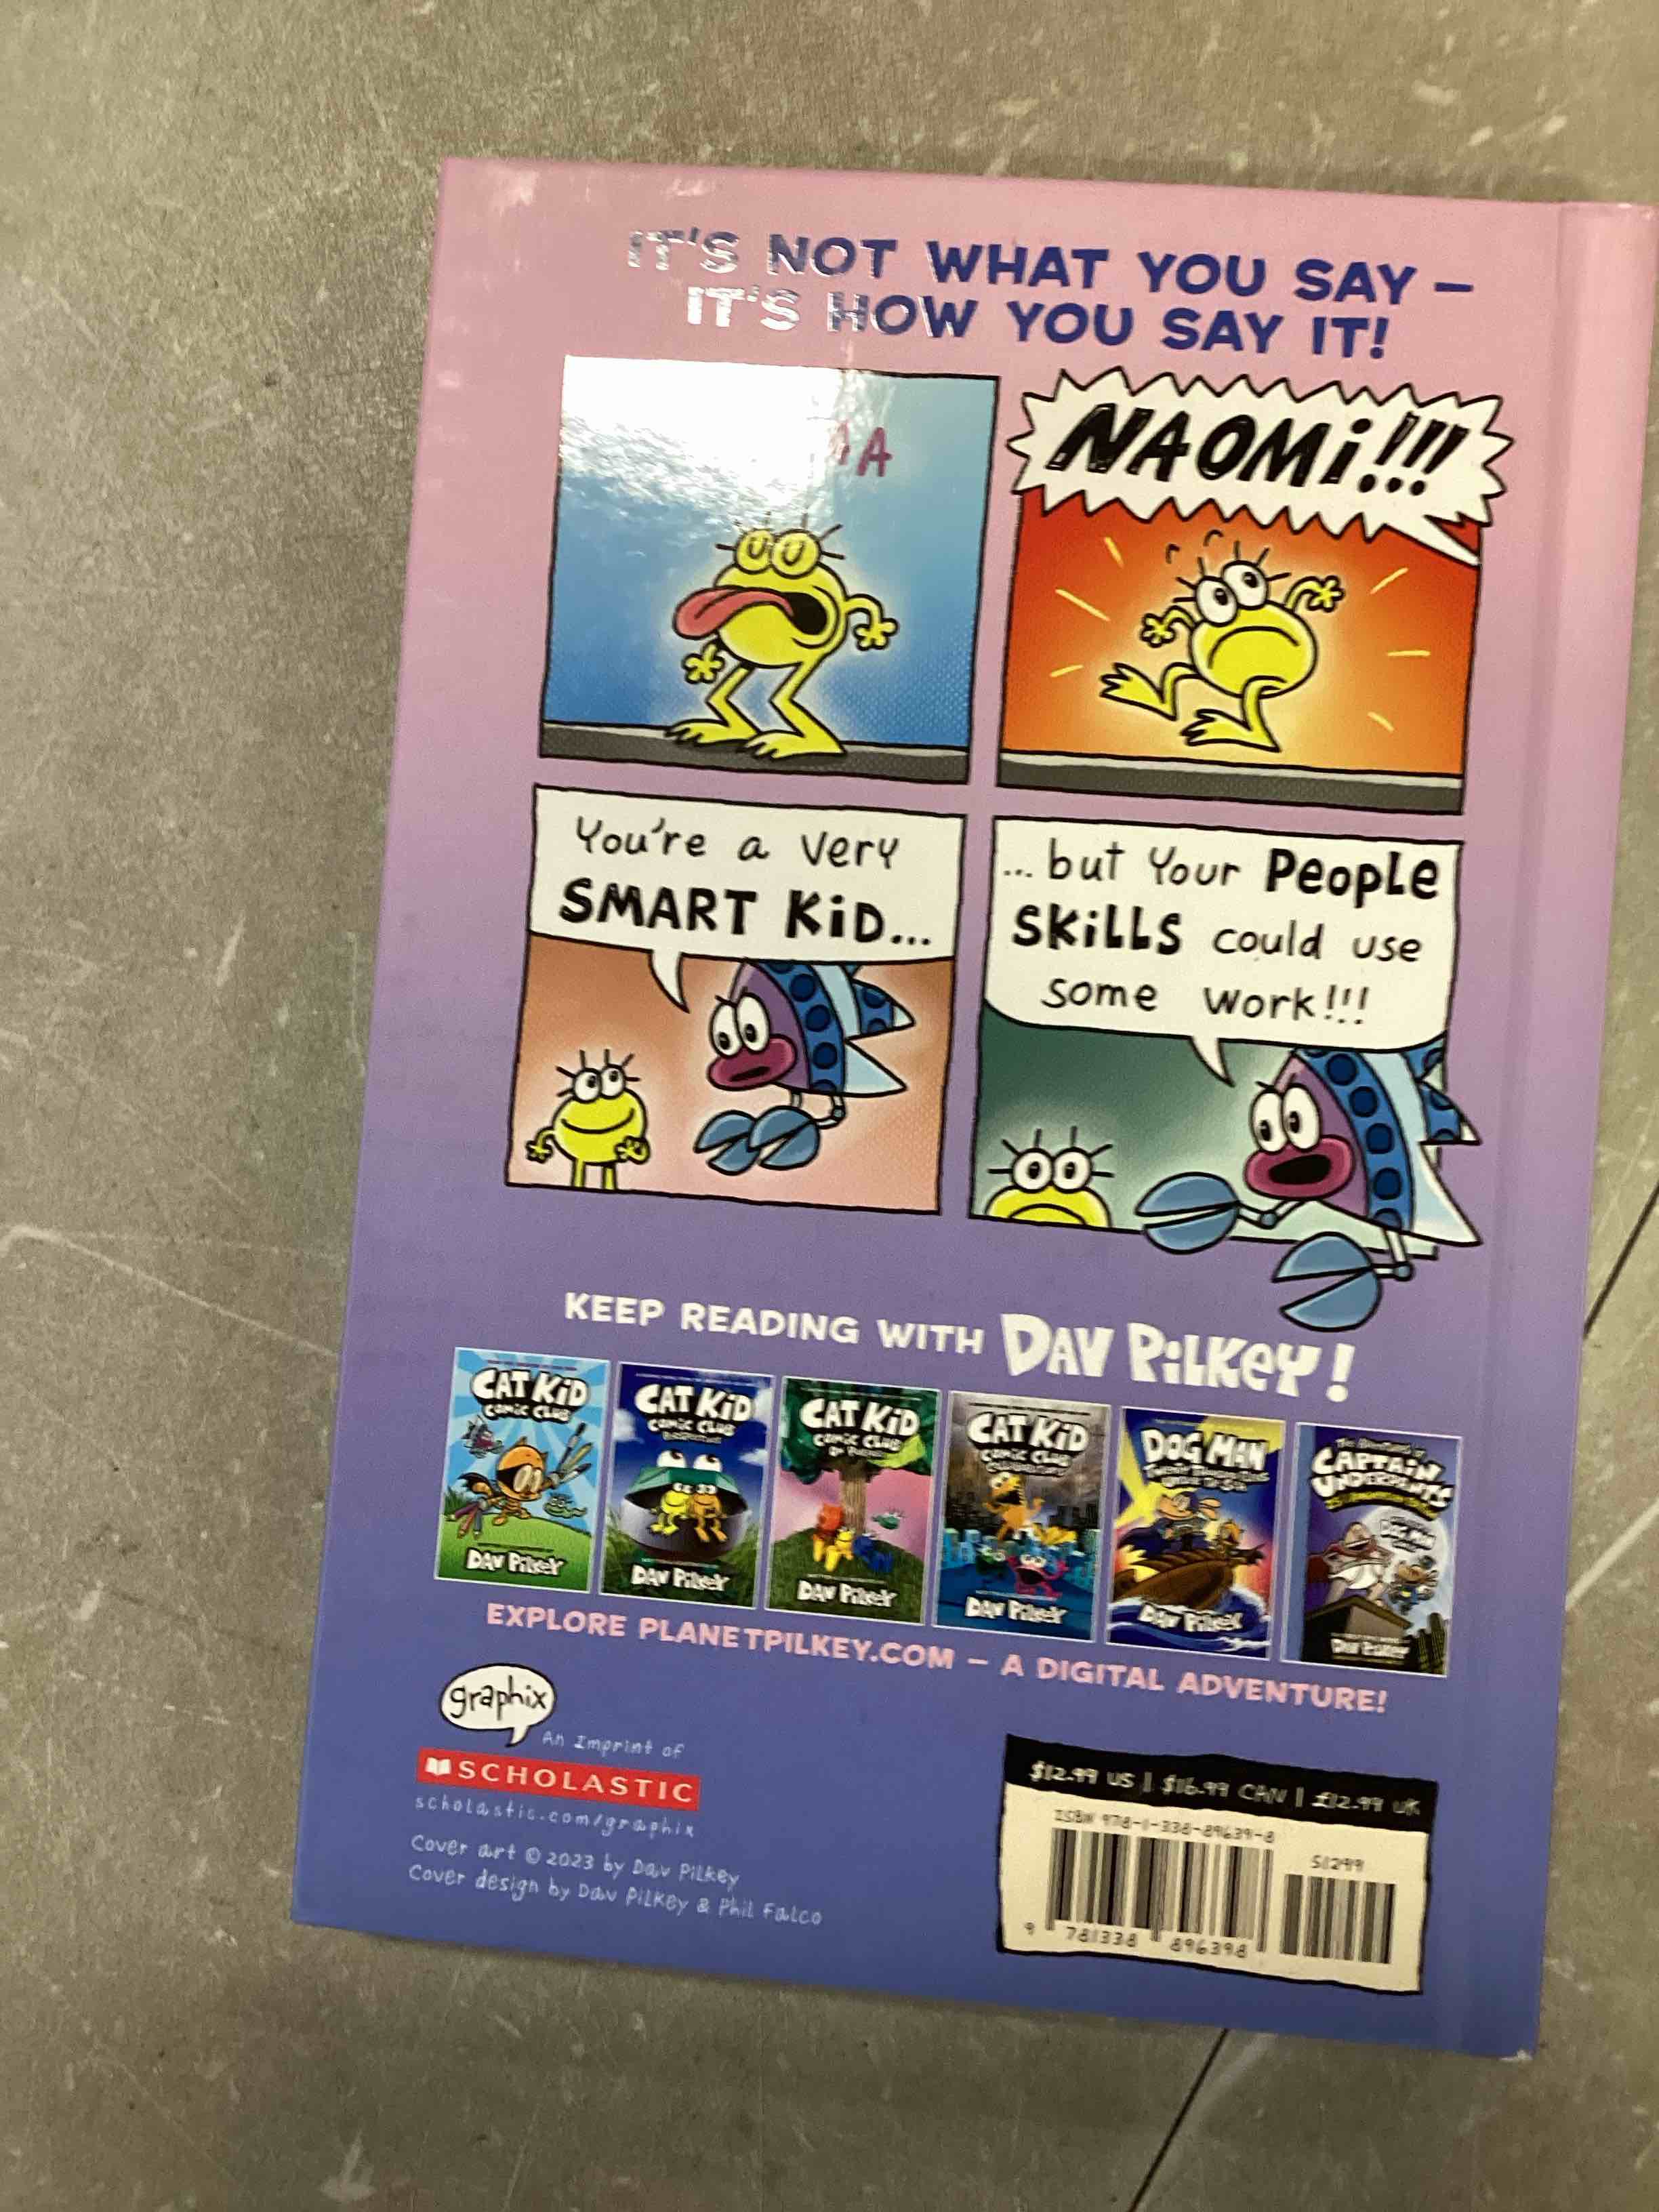 IT'S NOT WHAT YOU SAY –
IT'S HOW YOU SAY IT!
NAOMi!!!
You're a very
SMART KiD...
...but Your PeopLe
SKiLLS could use
some work!!!
KEEP READING WITH DAV PiLKeY!
CAT KiD
COMiC CLUB
DAV PiLKeY
CAT KiD
COMiC CLUB
DAV PiLKeY
CAT KiD
COMiC CLUB
DAV PiLKeY
CAT KiD
COMiC CLUB
DAV PiLKeY
DOG MAN
DAV PiLKeY
CAPTAIN
UNDERPANTS
DOG MAN
DAV PiLKeY
EXPLORE PLANETPILKEY.COM – A DIGITAL ADVENTURE!
graphix
An Imprint of
SCHOLASTIC
scholastic.com/graphix
Cover art © 2023 by Dav Pilkey
Cover design by Dav Pilkey & Phil Falco
$12.99 US | $16.99 CAN | £12.99 UK
ISBN 978-1-338-89639-8
51299
9 781338 896398